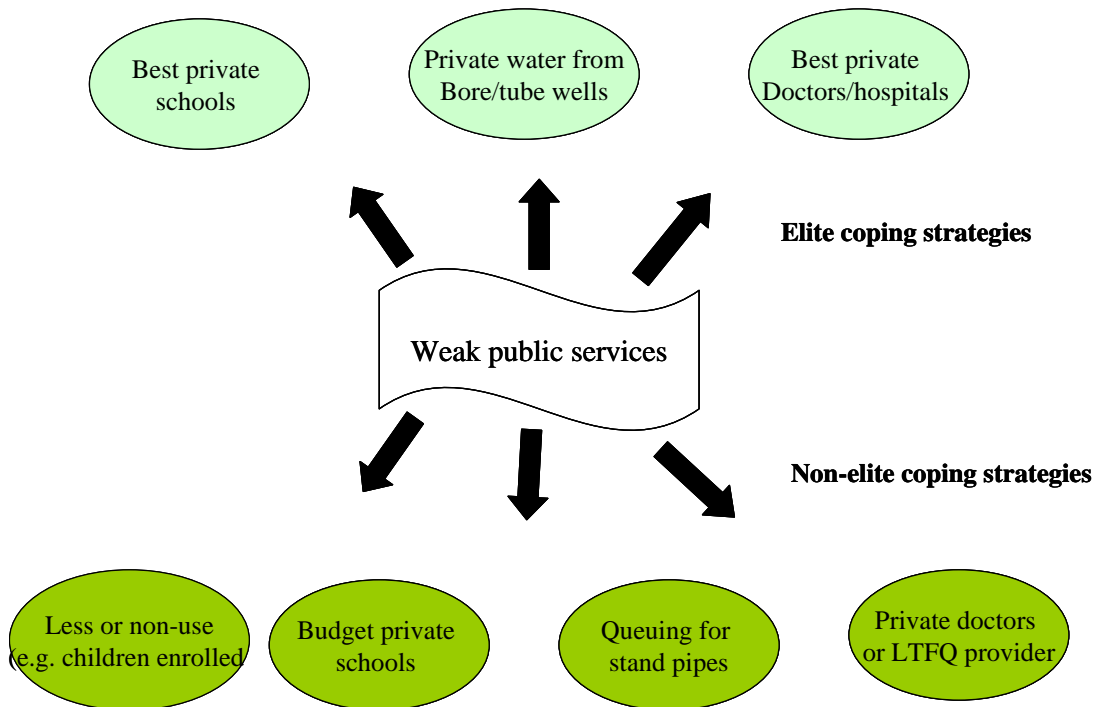 Best private
schools
Private water from
Bore/tube wells
Best private
Doctors/hospitals
Elite coping strategies
Weak public services
Non-elite coping strategies
Less or non-use
(e.g. children enrolled
Budget private
schools
Queuing for
stand pipes
Private doctors
or LTFQ provider